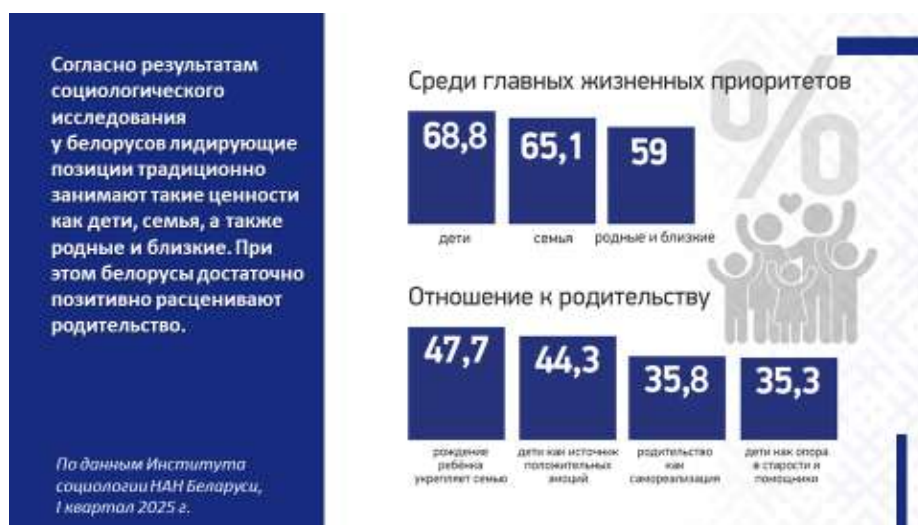 Согласно результатам
социологического
исследования
у белорусов лидирующие
позиции традиционно
занимают такие ценности
как дети, семья, а также
родные и близкие. При
этом белорусы достаточно
позитивно расценивают
родительство.
По данным Института
социологии НАН Беларуси,
I квартал 2025 г.
%
Среди главных жизненных приоритетов
68,8 65,1 59
дети семья родные и близкие
Отношение к родительству
47,7 44,3 35,8 35,3
рождение
ребёнка
укрепляет семью
дети как источник
положительных
эмоций
родительство
как
самореализация
дети как опора
в старости и
помощники